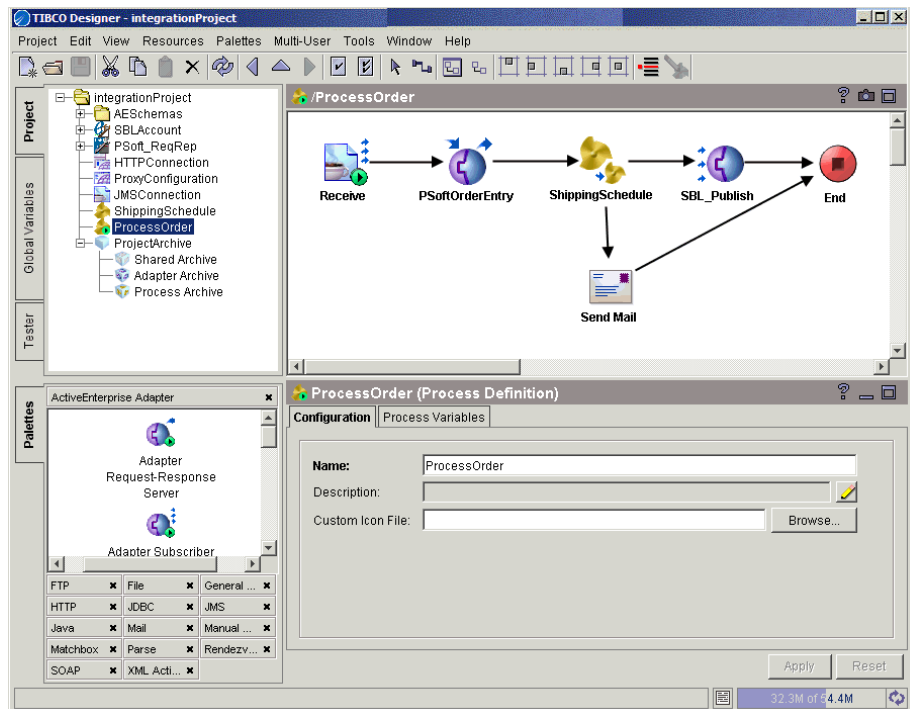 TIBCO Designer - integrationProject
Project Edit View Resources Palettes Multi-User Tools Window Help
Project
Global Variables
Tester
integrationProject
AESchemas
SBLAccount
PSoft_ReqRep
HTTPConnection
ProxyConfiguration
JMSConnection
ShippingSchedule
ProcessOrder
ProjectArchive
Shared Archive
Adapter Archive
Process Archive
/ProcessOrder
Receive PSoftOrderEntry ShippingSchedule SBL_Publish End
Send Mail
Palettes
ActiveEnterprise Adapter
Adapter
Request-Response
Server
Adapter Subscriber
FTP File General ...
HTTP JDBC JMS
Java Mail Manual ...
Matchbox Parse Rendezv...
SOAP XML Acti...
ProcessOrder (Process Definition)
Configuration Process Variables
Name: ProcessOrder
Description:
Custom Icon File: Browse...
Apply Reset
32.3M of 54.4M